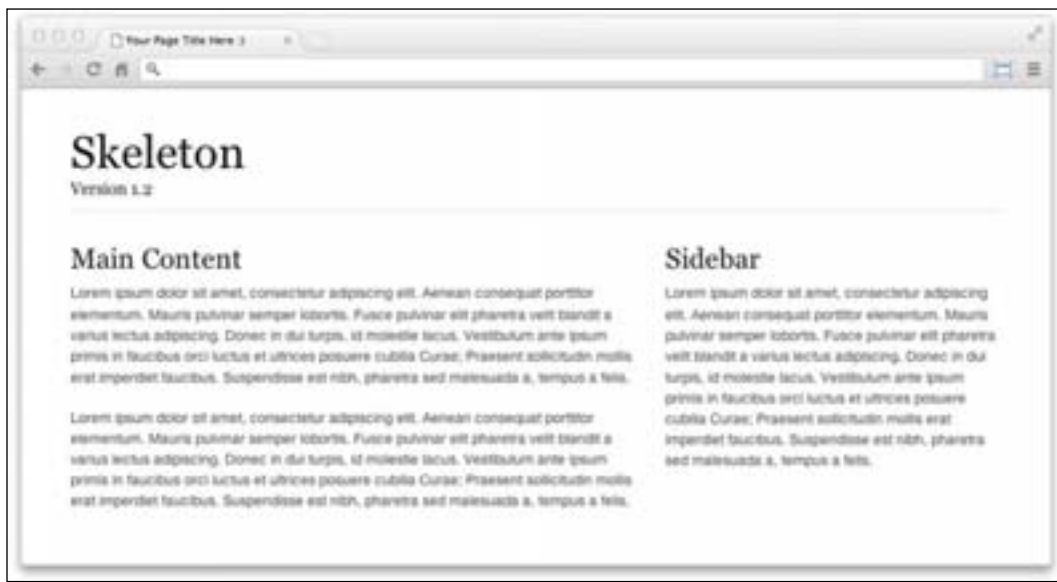 Your Page Title Here :)
Skeleton
Version 1.2
Main Content
Lorem ipsum dolor sit amet, consectetur adipiscing elit. Aenean consequat porttitor
elementum. Mauris pulvinar semper lobortis. Fusce pulvinar elit pharetra velit blandit a
varius lectus adipiscing. Donec in dui turpis, id molestie lacus. Vestibulum ante ipsum
primis in faucibus orci luctus et ultrices posuere cubilia Curae; Praesent sollicitudin mollis
erat imperdiet faucibus. Suspendisse est nibh, pharetra sed malesuada a, tempus a felis.
Lorem ipsum dolor sit amet, consectetur adipiscing elit. Aenean consequat porttitor
elementum. Mauris pulvinar semper lobortis. Fusce pulvinar elit pharetra velit blandit a
varius lectus adipiscing. Donec in dui turpis, id molestie lacus. Vestibulum ante ipsum
primis in faucibus orci luctus et ultrices posuere cubilia Curae; Praesent sollicitudin mollis
erat imperdiet faucibus. Suspendisse est nibh, pharetra sed malesuada a, tempus a felis.
Sidebar
Lorem ipsum dolor sit amet, consectetur adipiscing
elit. Aenean consequat porttitor elementum. Mauris
pulvinar semper lobortis. Fusce pulvinar elit pharetra
velit blandit a varius lectus adipiscing. Donec in dui
turpis, id molestie lacus. Vestibulum ante ipsum
primis in faucibus orci luctus et ultrices posuere
cubilia Curae; Praesent sollicitudin mollis erat
imperdiet faucibus. Suspendisse est nibh, pharetra
sed malesuada a, tempus a felis.